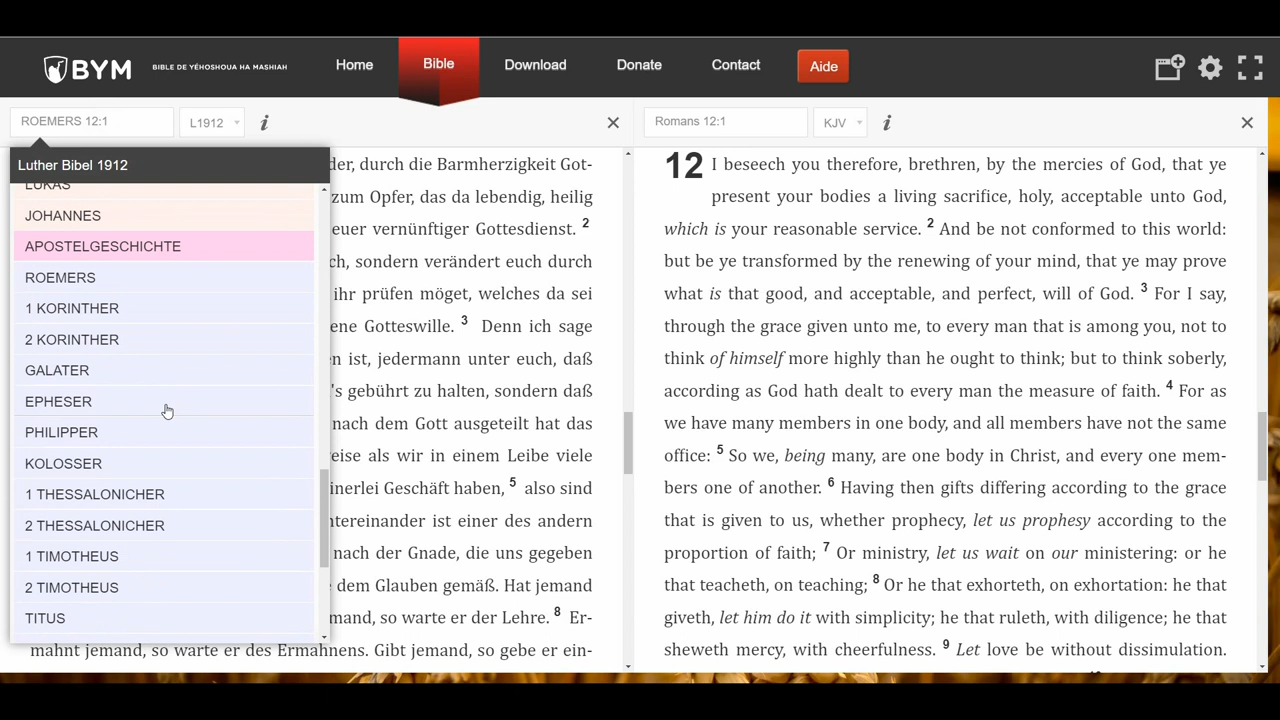 BYM
BIBLE DE YÉHOSHOUA HA MASHIAH
Home
Bible
Download
Donate
Contact
Aide
ROEMERS 12:1
L1912
Romans 12:1
KJV
Luther Bibel 1912
LUKAS
JOHANNES
APOSTELGESCHICHTE
ROEMERS
1 KORINTHER
2 KORINTHER
GALATER
EPHESER
PHILIPPER
KOLOSSER
1 THESSALONICHER
2 THESSALONICHER
1 TIMOTHEUS
2 TIMOTHEUS
TITUS
der, durch die Barmherzigkeit Got-
zum Opfer, das da lebendig, heilig
euer vernünftiger Gottesdienst. 2
ch, sondern verändert euch durch
ihr prüfen möget, welches da sei
ene Gotteswille. 3 Denn ich sage
n ist, jedermann unter euch, daß
's gebührt zu halten, sondern daß
nach dem Gott ausgeteilt hat das
eise als wir in einem Leibe viele
inerlei Geschäft haben, 5 also sind
ntereinander ist einer des andern
nach der Gnade, die uns gegeben
dem Glauben gemäß. Hat jemand
mand, so warte er der Lehre. 8 Er-
mahnt jemand, so warte er des Ermahnens. Gibt jemand, so gebe er ein-
12 I beseech you therefore, brethren, by the mercies of God, that ye
present your bodies a living sacrifice, holy, acceptable unto God,
which is your reasonable service. 2 And be not conformed to this world:
but be ye transformed by the renewing of your mind, that ye may prove
what is that good, and acceptable, and perfect, will of God. 3 For I say,
through the grace given unto me, to every man that is among you, not to
think of himself more highly than he ought to think; but to think soberly,
according as God hath dealt to every man the measure of faith. 4 For as
we have many members in one body, and all members have not the same
office: 5 So we, being many, are one body in Christ, and every one mem-
bers one of another. 6 Having then gifts differing according to the grace
that is given to us, whether prophecy, let us prophesy according to the
proportion of faith; 7 Or ministry, let us wait on our ministering: or he
that teacheth, on teaching; 8 Or he that exhorteth, on exhortation: he that
giveth, let him do it with simplicity; he that ruleth, with diligence; he that
sheweth mercy, with cheerfulness. 9 Let love be without dissimulation.